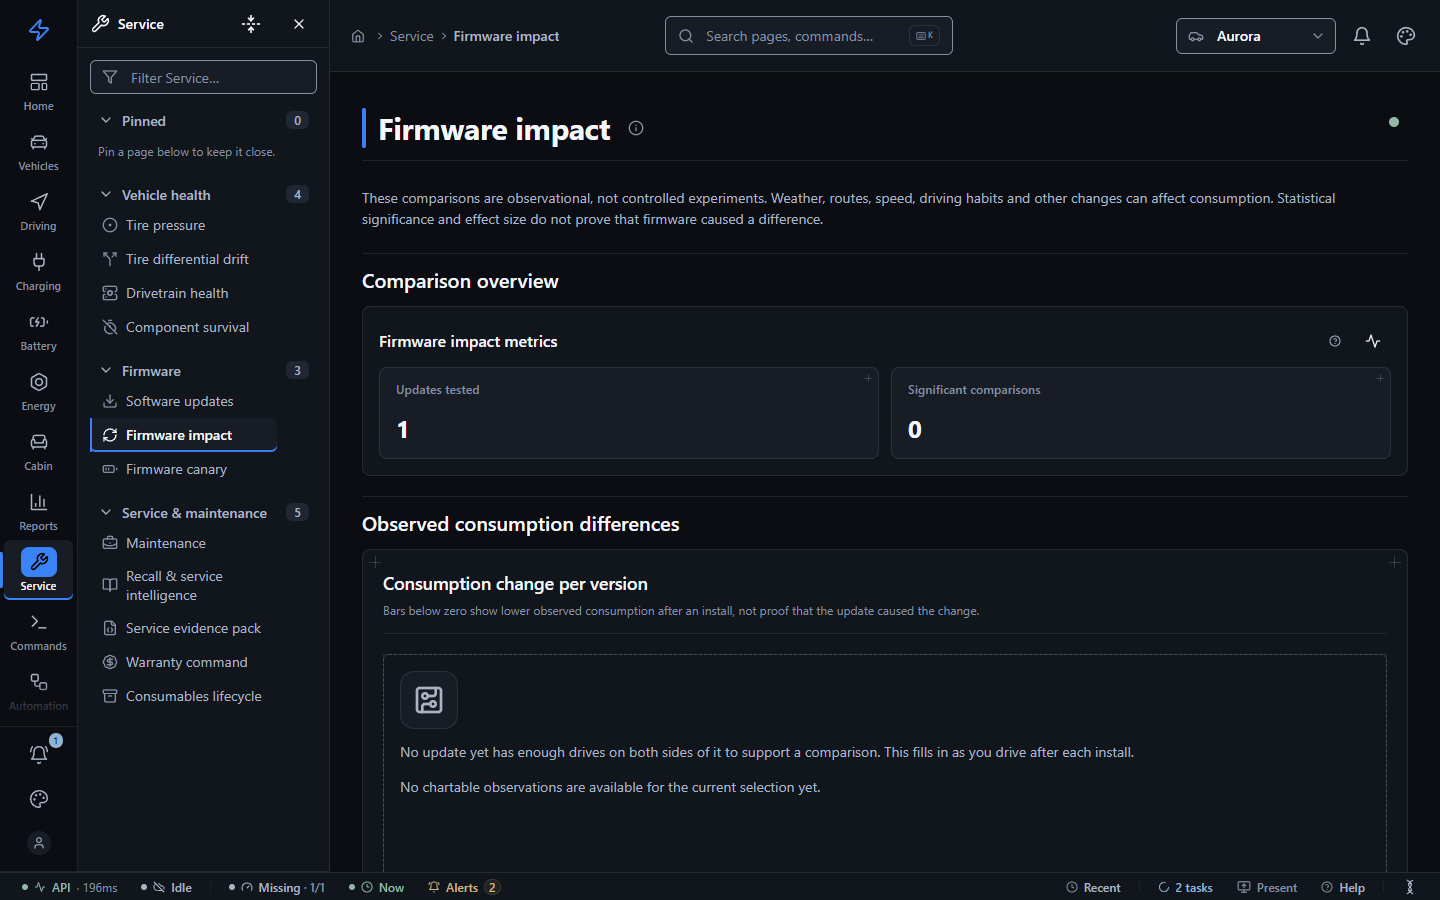 Service
Service
Firmware impact
Search pages, commands...
K
Aurora
Home
Vehicles
Driving
Charging
Battery
Energy
Cabin
Reports
Service
Commands
Automation
1
Filter Service...
Pinned
0
Pin a page below to keep it close.
Vehicle health
4
Tire pressure
Tire differential drift
Drivetrain health
Component survival
Firmware
3
Software updates
Firmware impact
Firmware canary
Service & maintenance
5
Maintenance
Recall & service
intelligence
Service evidence pack
Warranty command
Consumables lifecycle
Firmware impact
These comparisons are observational, not controlled experiments. Weather, routes, speed, driving habits and other changes can affect consumption. Statistical
significance and effect size do not prove that firmware caused a difference.
Comparison overview
Firmware impact metrics
Updates tested
1
Significant comparisons
0
Observed consumption differences
Consumption change per version
Bars below zero show lower observed consumption after an install, not proof that the update caused the change.
No update yet has enough drives on both sides of it to support a comparison. This fills in as you drive after each install.
No chartable observations are available for the current selection yet.
API · 196ms
Idle
Missing · 1/1
Now
Alerts 2
Recent
2 tasks
Present
Help